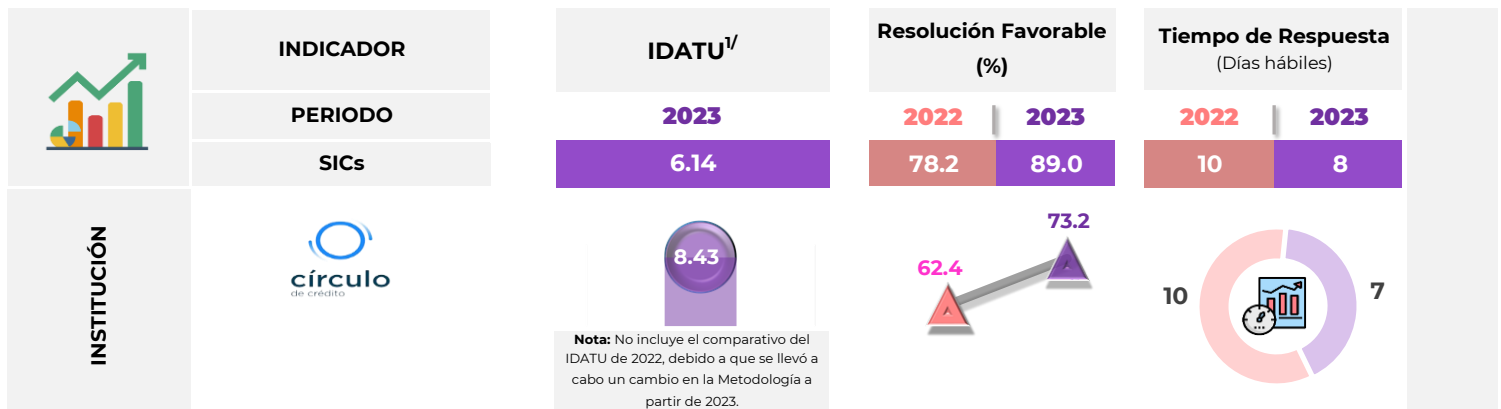 INDICADOR
IDATU1/
Resolución Favorable
(%)
Tiempo de Respuesta
(Días hábiles)
PERIODO
2023
2022
2023
2022
2023
SICs
6.14
78.2
89.0
10
8
INSTITUCIÓN
círculo
de crédito
8.43
62.4
73.2
10
7
Nota: No incluye el comparativo del
IDATU de 2022, debido a que se llevó a
cabo un cambio en la Metodología a
partir de 2023.